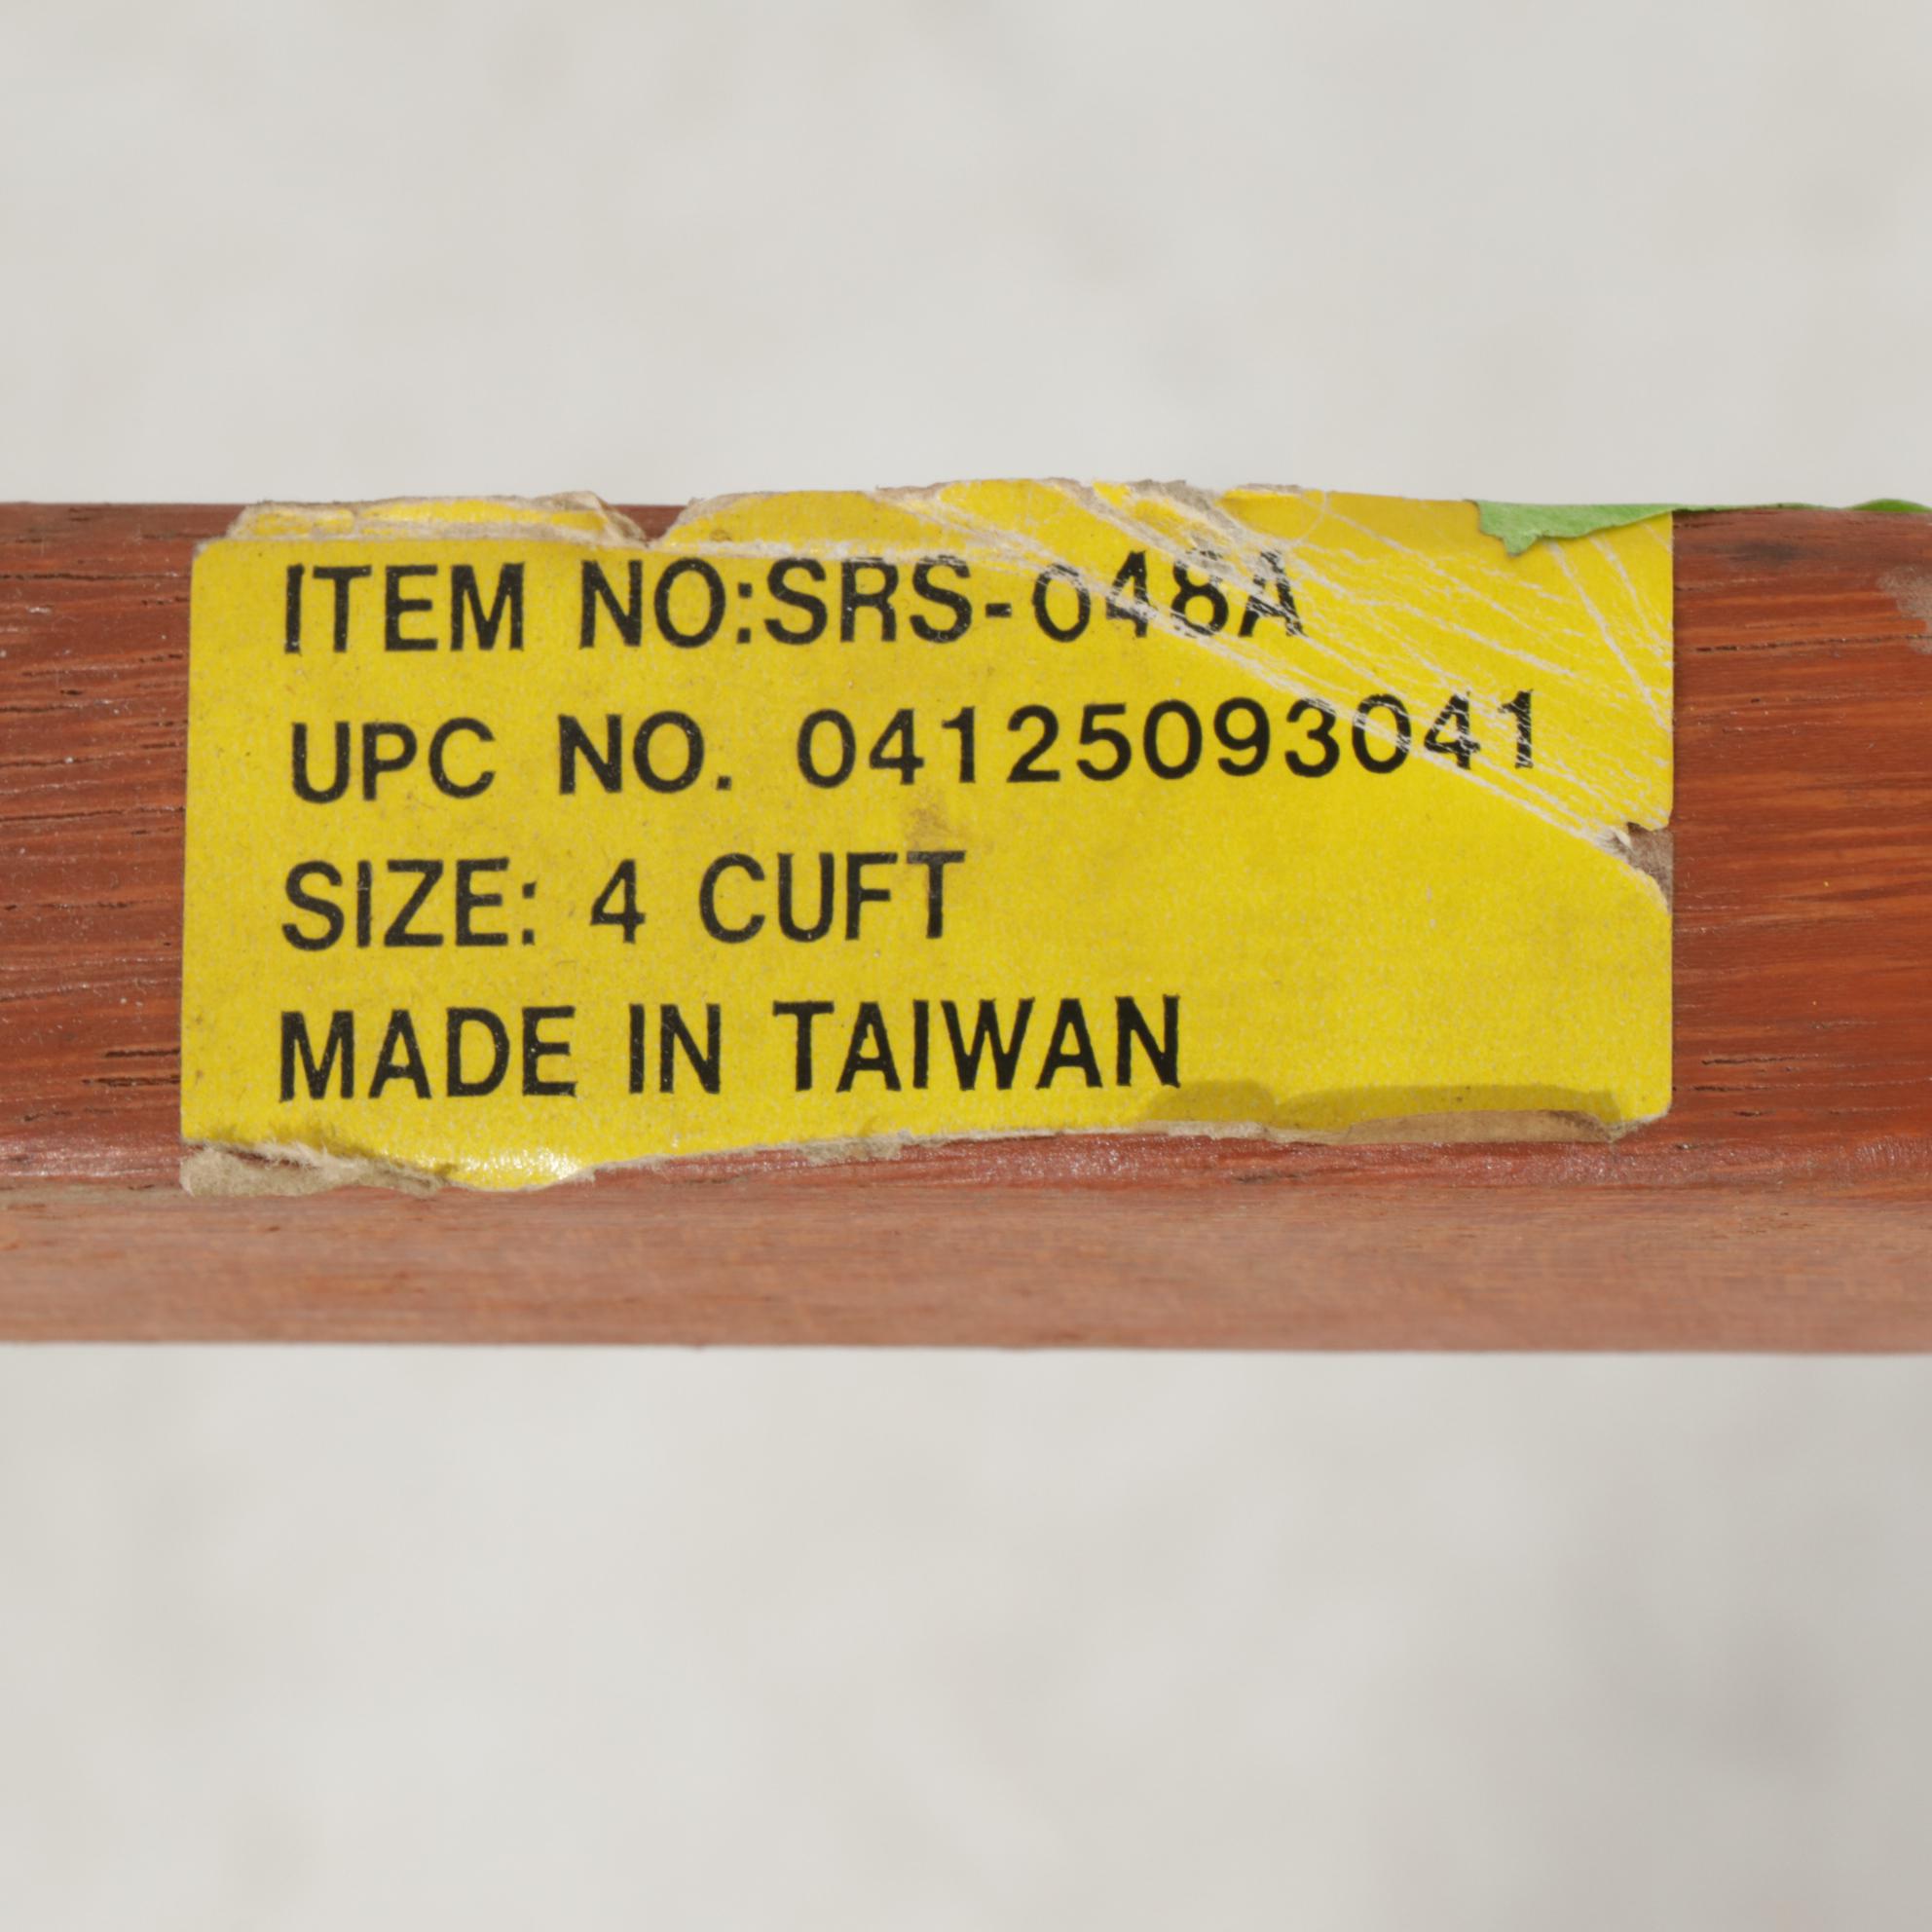 ITEM NO:SRS-048A
UPC NO. 04125093041
SIZE: 4 CUFT
MADE IN TAIWAN